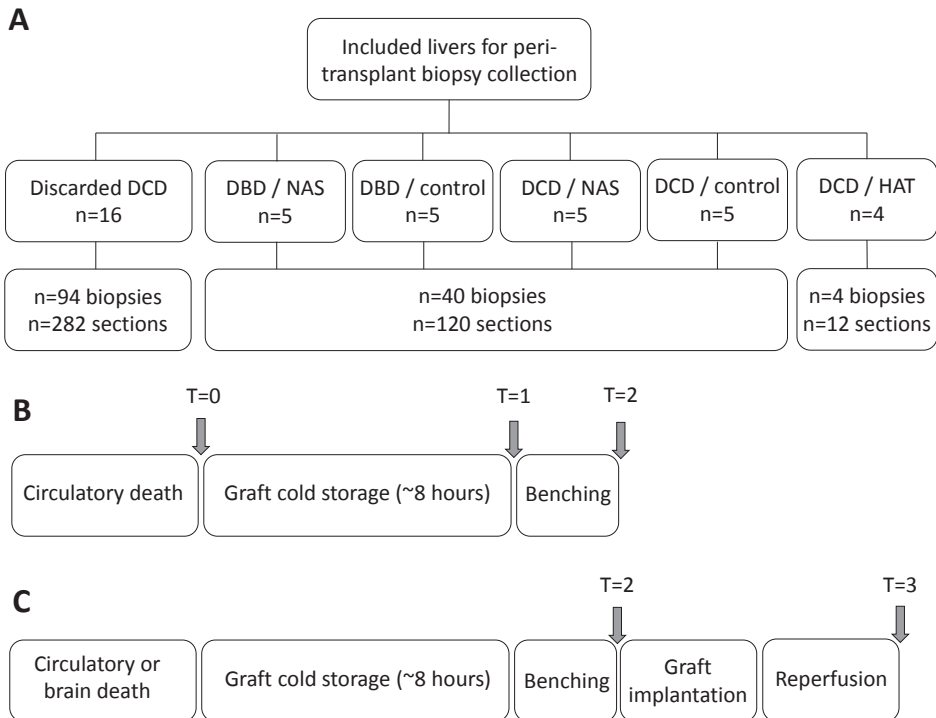 A
Included livers for peri-
transplant biopsy collection
Discarded DCD
n=16
DBD / NAS
n=5
DBD / control
n=5
DCD / NAS
n=5
DCD / control
n=5
DCD / HAT
n=4
n=94 biopsies
n=282 sections
n=40 biopsies
n=120 sections
n=4 biopsies
n=12 sections
B
T=0
T=1
T=2
Circulatory death
Graft cold storage (~8 hours)
Benching
C
T=2
T=3
Circulatory or
brain death
Graft cold storage (~8 hours)
Benching
Graft
implantation
Reperfusion